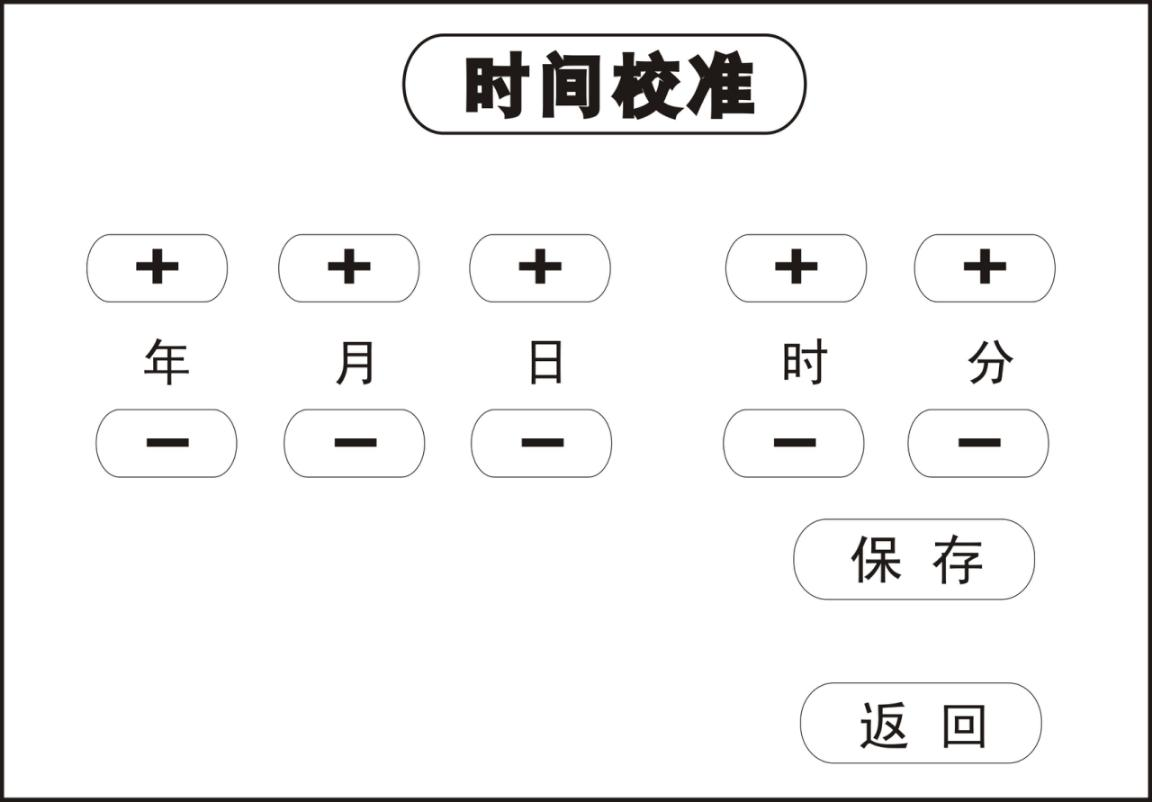 时间校准
+ + + + +
年 月 日 时 分
− − − − −
保 存
返 回